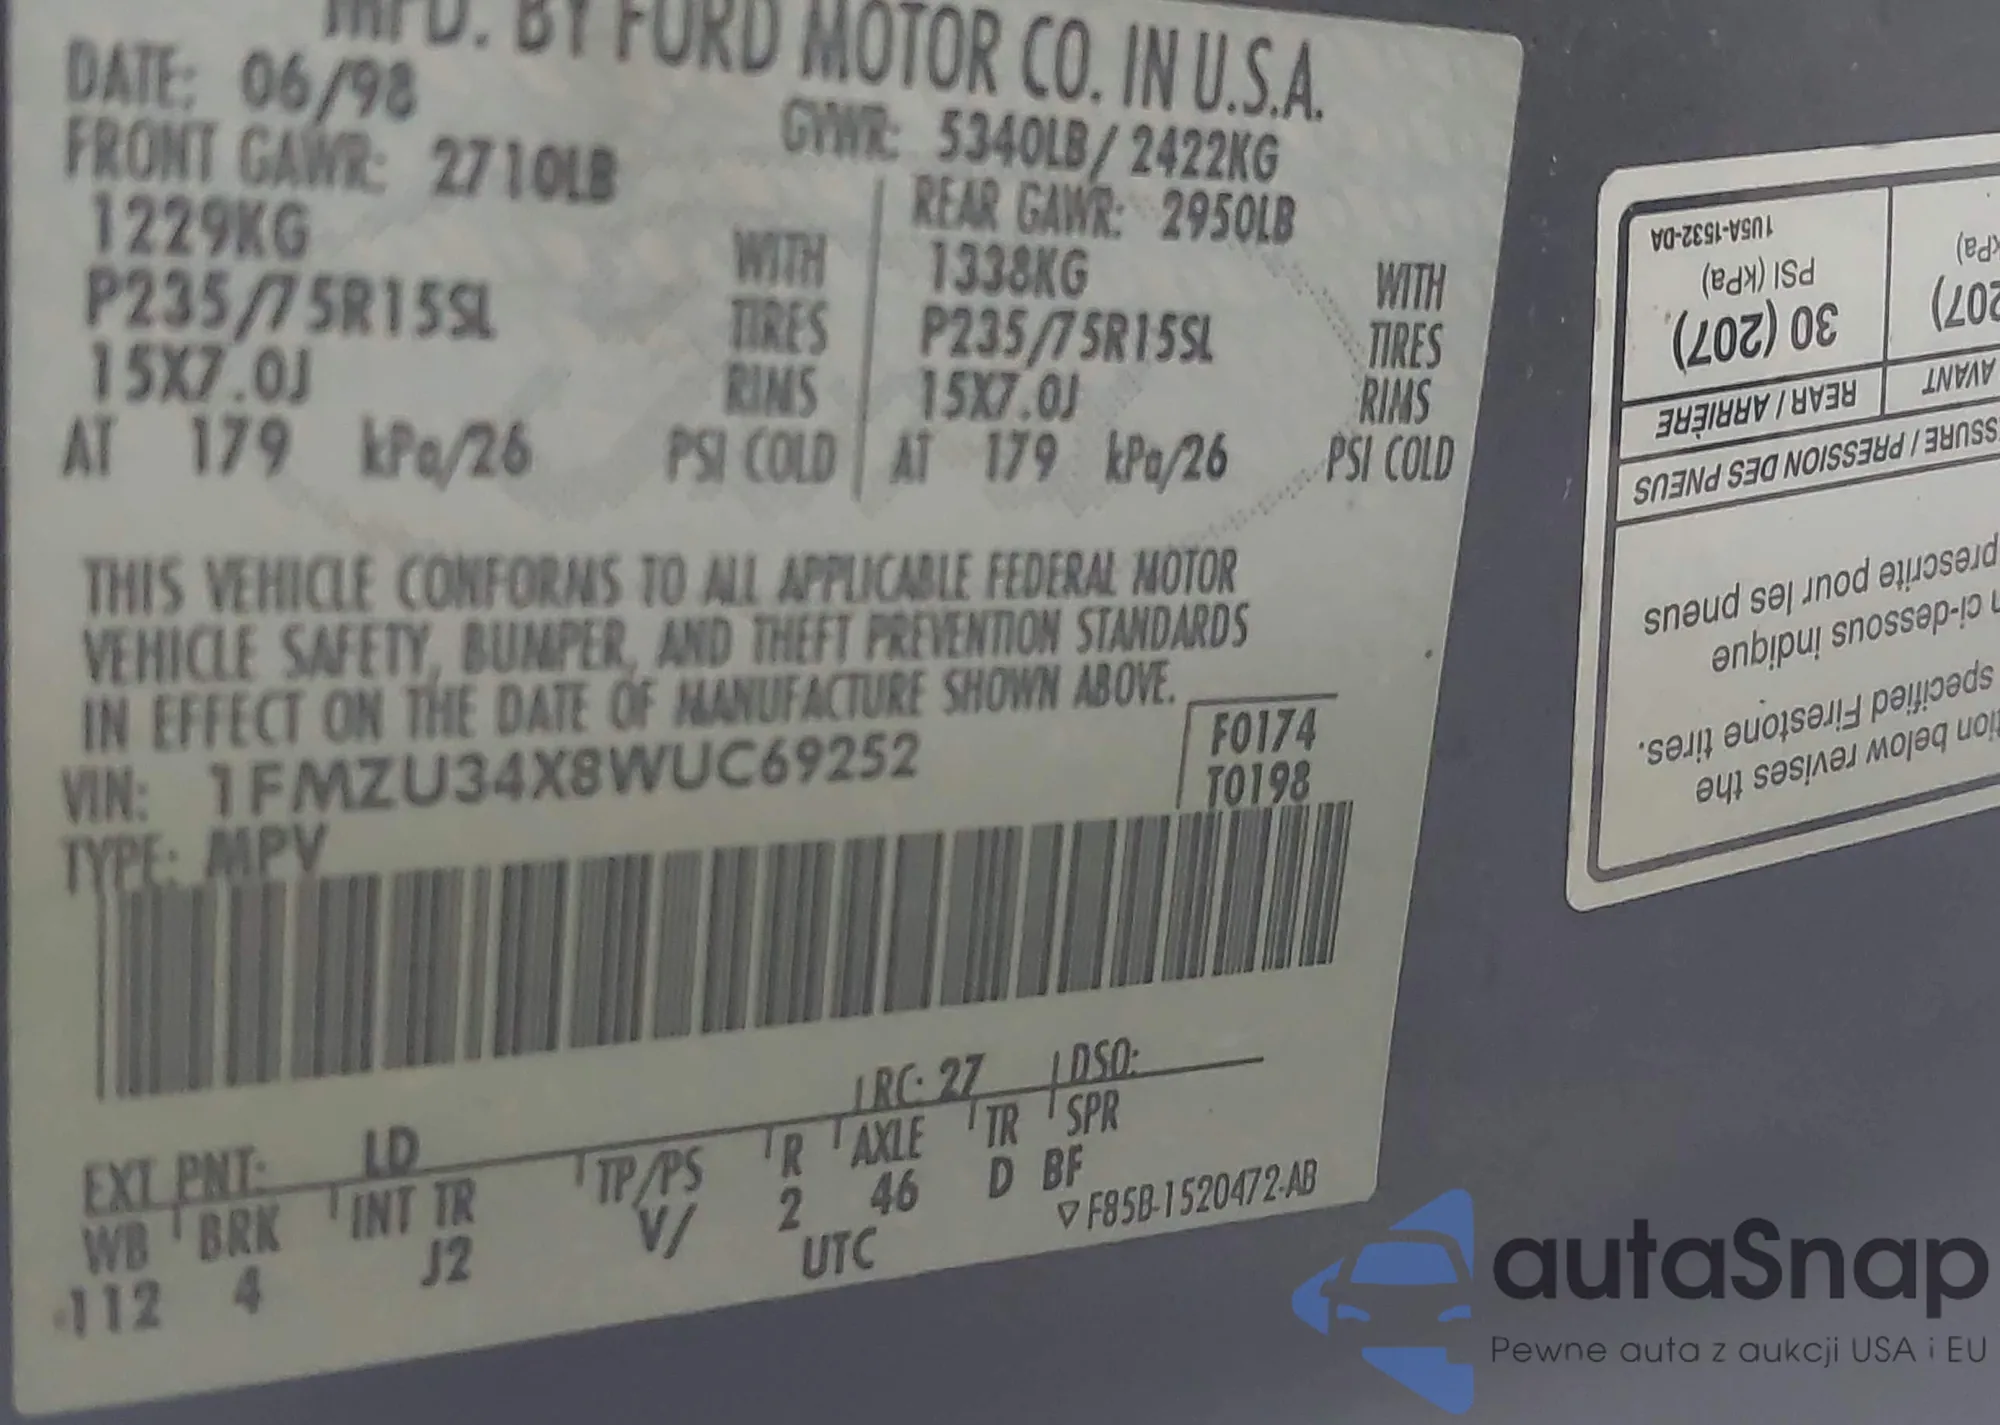 MFD. BY FORD MOTOR CO. IN U.S.A.
DATE: 06/98
GVWR: 5340LB/ 2422KG
FRONT GAWR: 2710LB
REAR GAWR: 2950LB
1229KG WITH
1338KG WITH
P235/75R15SL TIRES
P235/75R15SL TIRES
15X7.0J RIMS
15X7.0J RIMS
AT 179 kPa/26 PSI COLD
AT 179 kPa/26 PSI COLD
THIS VEHICLE CONFORMS TO ALL APPLICABLE FEDERAL MOTOR
VEHICLE SAFETY, BUMPER, AND THEFT PREVENTION STANDARDS
IN EFFECT ON THE DATE OF MANUFACTURE SHOWN ABOVE.
VIN: 1FMZU34X8WUC69252
F0174
T0198
TYPE: MPV
EXT PNT: LD
RC: 27
DSO:
WB BRK INT TR TP/PS R AXLE TR SPR
112 4 J2 V/ 2 46 D BF
UTC
▽ F85B-1520472-AB
the
tion below revises
specified Firestone tires.
ci-dessous indique
prescrite pour les pneus
SSURE / PRESSION DES PNEUS
AVANT
REAR / ARRIÈRE
207)
30 (207)
kPa)
PSI (kPa)
1U5A-1532-DA
autaSnap
Pewne auta z aukcji USA i EU